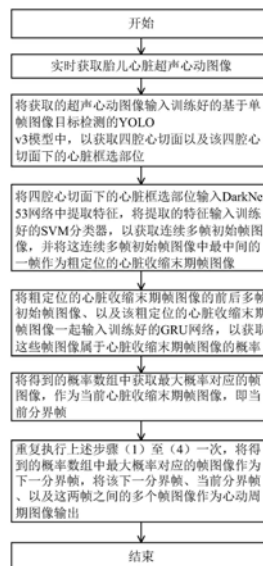 开始
实时获取胎儿心脏超声心动图像
将获取的超声心动图像输入训练好的基于单
帧图像目标检测的YOLO
v3模型中，以获取四腔心切面以及该四腔心
切面下的心脏框选部位
将四腔心切面下的心脏框选部位输入DarkNe
53网络中提取特征，将提取的特征输入训练
好的SVM分类器，以获取连续多帧初始帧图
像，并将这连续多帧初始帧图像中最中间的
一帧作为粗定位的心脏收缩末期帧图像
将粗定位的心脏收缩末期帧图像的前后多帧
初始帧图像、以及该粗定位的心脏收缩末期
帧图像一起输入训练好的GRU网络，以获取
这些帧图像属于心脏收缩末期帧图像的概率
将得到的概率数组中获取最大概率对应的帧
图像，作为当前心脏收缩末期帧图像，即当
前分界帧
重复执行上述步骤（1）至（4）一次，将得
到的概率数组中最大概率对应的帧图像作为
下一分界帧，将该下一分界帧、当前分界帧
、以及这两帧之间的多个帧图像作为心动周
期图像输出
结束